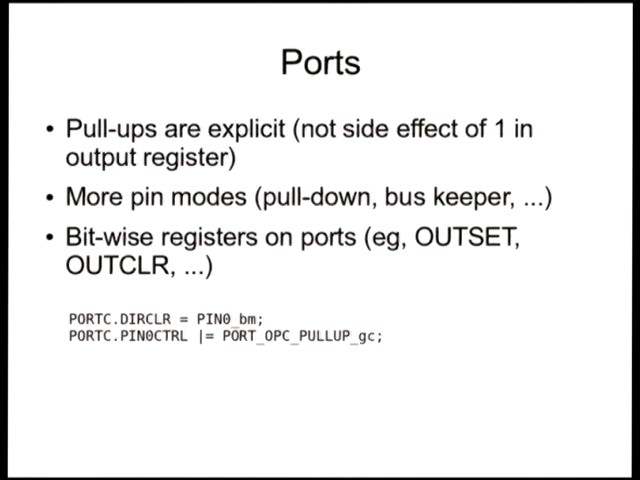 Ports
• Pull-ups are explicit (not side effect of 1 in
output register)
• More pin modes (pull-down, bus keeper, ...)
• Bit-wise registers on ports (eg, OUTSET,
OUTCLR, ...)
PORTC.DIRCLR = PIN0_bm;
PORTC.PIN0CTRL |= PORT_OPC_PULLUP_gc;